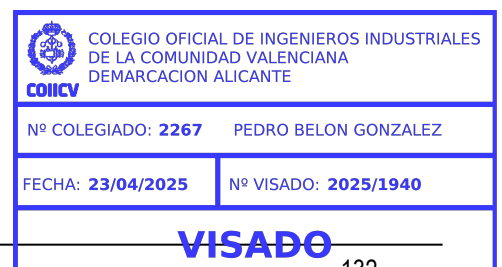 COLEGIO OFICIAL DE INGENIEROS INDUSTRIALES
DE LA COMUNIDAD VALENCIANA
DEMARCACION ALICANTE
COIICV
Nº COLEGIADO: 2267 PEDRO BELON GONZALEZ
FECHA: 23/04/2025 Nº VISADO: 2025/1940
VISADO